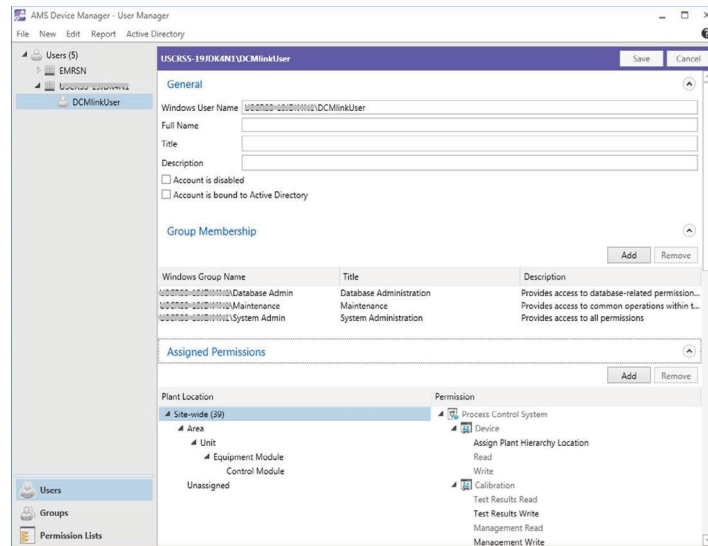 AMS Device Manager - User Manager
File New Edit Report Active Directory
Users (5)
EMRSN
DCMlinkUser
Users
Groups
Permission Lists
USCRSS-19JDK4N1\DCMlinkUser
Save Cancel
General
Windows User Name \DCMlinkUser
Full Name
Title
Description
Account is disabled
Account is bound to Active Directory
Group Membership
Add Remove
Windows Group Name Title Description
\Database Admin Database Administration Provides access to database-related permission...
\Maintenance Maintenance Provides access to common operations within t...
\System Admin System Administration Provides access to all permissions
Assigned Permissions
Add Remove
Plant Location Permission
Site-wide (39) Process Control System
Area Device
Unit Assign Plant Hierarchy Location
Equipment Module Read
Control Module Write
Unassigned Calibration
Test Results Read
Test Results Write
Management Read
Management Write